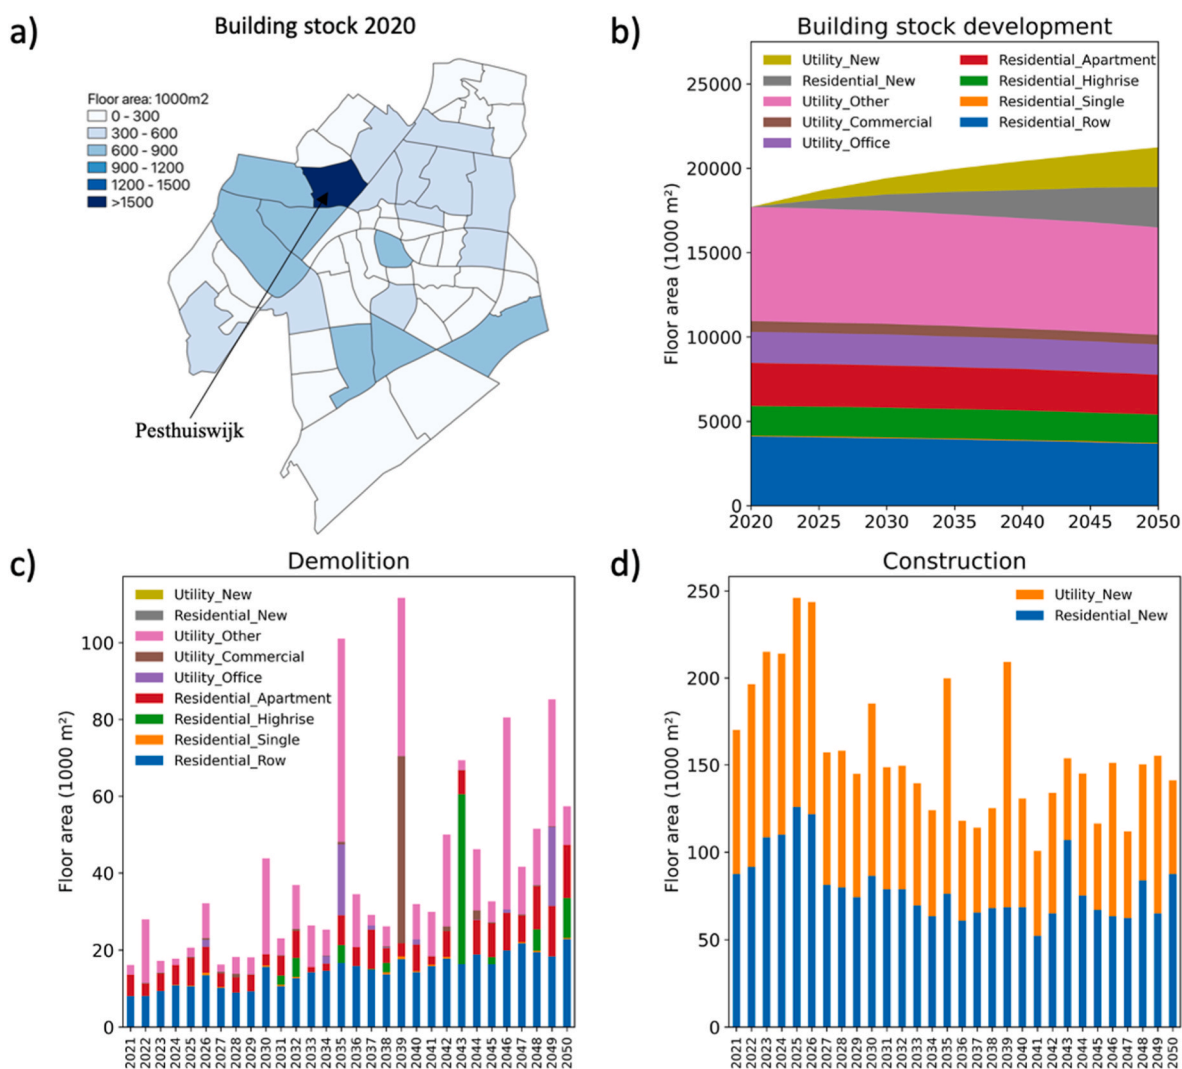 a)
Building stock 2020
Floor area: 1000m2
0 - 300
300 - 600
600 - 900
900 - 1200
1200 - 1500
>1500
Pesthuiswijk
b)
Building stock development
Utility_New
Residential_New
Utility_Other
Utility_Commercial
Utility_Office
Residential_Apartment
Residential_Highrise
Residential_Single
Residential_Row
Floor area (1000 m²)
25000
20000
15000
10000
5000
0
2020 2025 2030 2035 2040 2045 2050
c)
Demolition
Utility_New
Residential_New
Utility_Other
Utility_Commercial
Utility_Office
Residential_Apartment
Residential_Highrise
Residential_Single
Residential_Row
Floor area (1000 m²)
100
80
60
40
20
0
2021 2022 2023 2024 2025 2026 2027 2028 2029 2030 2031 2032 2033 2034 2035 2036 2037 2038 2039 2040 2041 2042 2043 2044 2045 2046 2047 2048 2049 2050
d)
Construction
Utility_New
Residential_New
Floor area (1000 m²)
250
200
150
100
50
0
2021 2022 2023 2024 2025 2026 2027 2028 2029 2030 2031 2032 2033 2034 2035 2036 2037 2038 2039 2040 2041 2042 2043 2044 2045 2046 2047 2048 2049 2050